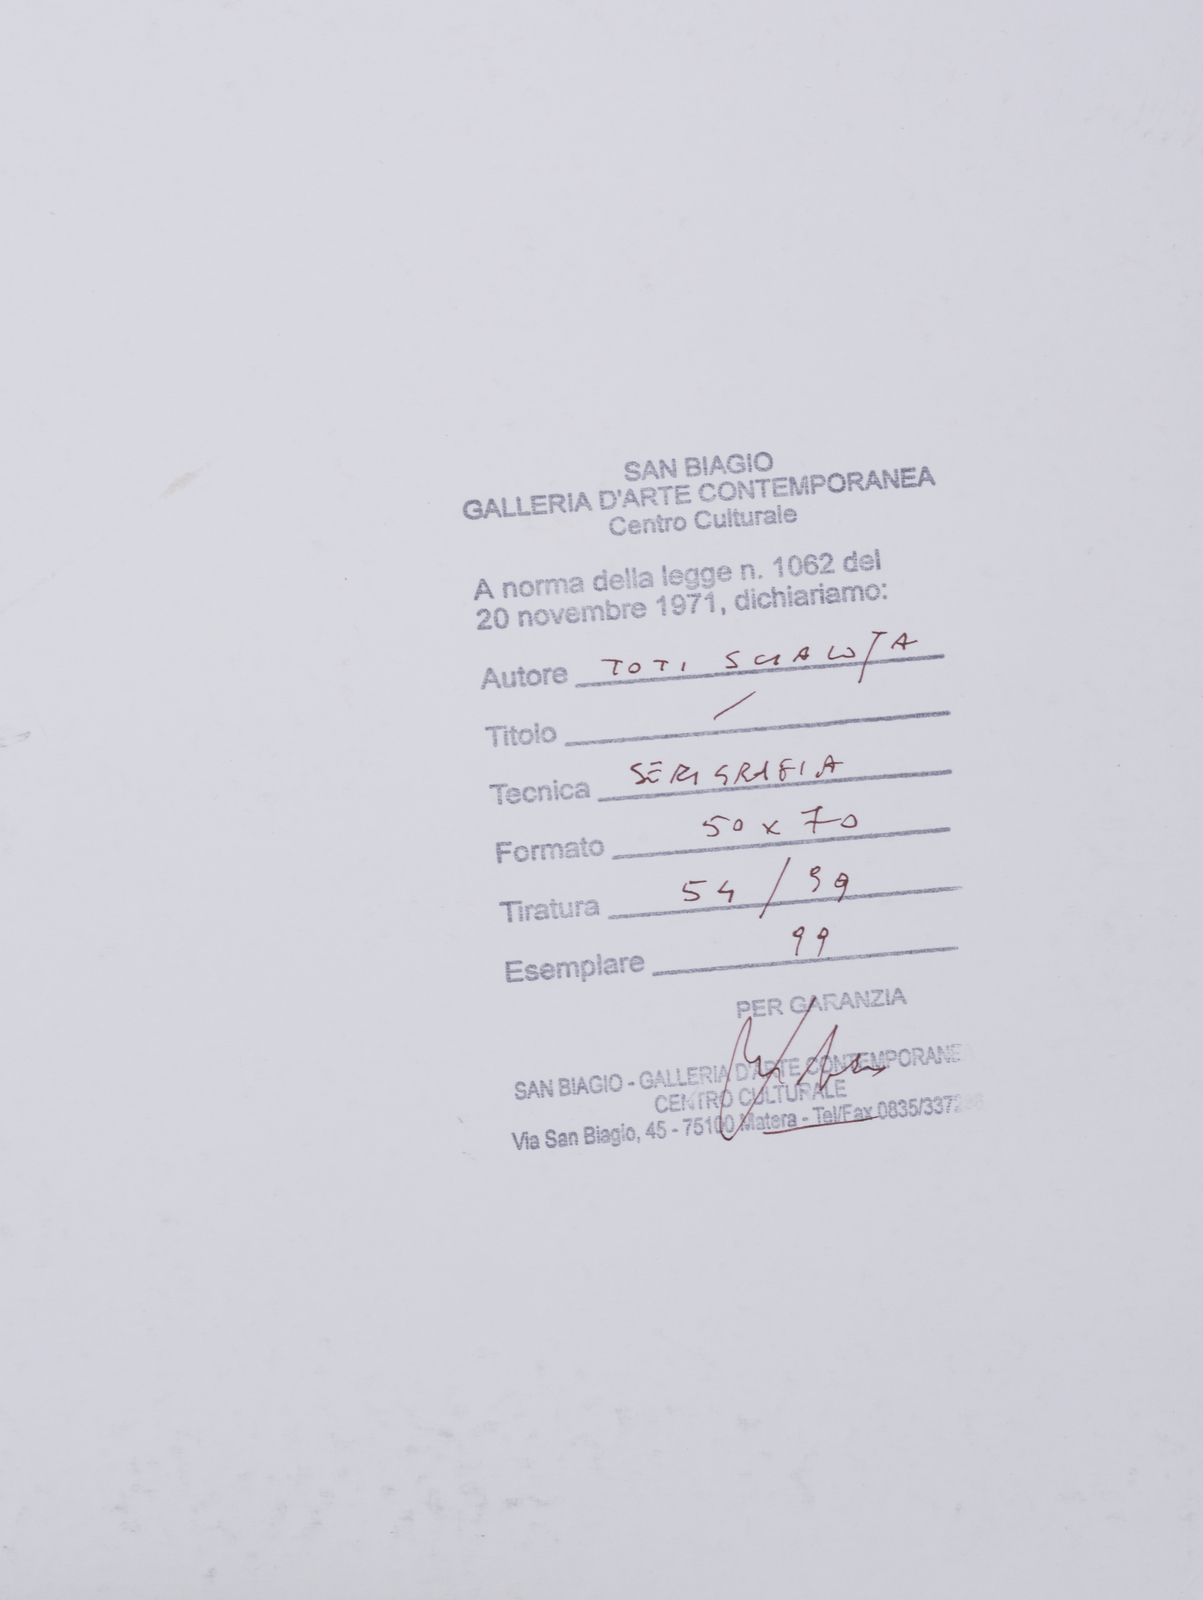 SAN BIAGIO
GALLERIA D'ARTE CONTEMPORANEA
Centro Culturale
A norma della legge n. 1062 del
20 novembre 1971, dichiariamo:
Autore TOTI SCIALOJA
Titolo /
Tecnica SERIGRAFIA
Formato 50 x 70
Tiratura 54 / 99
Esemplare 99
PER GARANZIA
SAN BIAGIO - GALLERIA D'ARTE CONTEMPORANEA
CENTRO CULTURALE
Via San Biagio, 45 - 75100 Matera - Tel/Fax